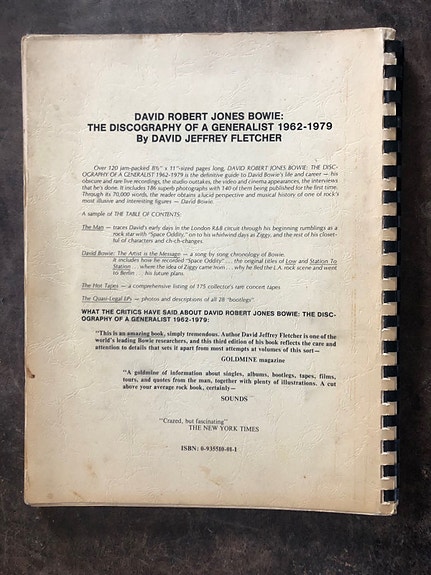 DAVID ROBERT JONES BOWIE:
THE DISCOGRAPHY OF A GENERALIST 1962-1979
By DAVID JEFFREY FLETCHER
Over 120 jam-packed 8½" x 11"-sized pages long, DAVID ROBERT JONES BOWIE: THE DISC-
OGRAPHY OF A GENERALIST 1962-1979 is the definitive guide to David Bowie's life and career — his
obscure and rare live recordings, the studio outtakes, the video and cinema appearances, the interviews
that he's done. It includes 186 superb photographs with 140 of them being published for the first time.
Through its 70,000 words, the reader obtains a lucid perspective and musical history of one of rock's
most illusive and interesting figures — David Bowie.
A sample of THE TABLE OF CONTENTS:
The Man — traces David's early days in the London R&B circuit through his beginning rumblings as a
rock star with "Space Oddity," on to his whirlwind days as Ziggy, and the rest of his closet-
ful of characters and ch-ch-changes.
David Bowie: The Artist is the Message — a song by song chronology of Bowie.
It includes how he recorded "Space Oddity" . . . the original titles of Low and Station To
Station . . . where the idea of Ziggy came from . . . why he fled the L.A. rock scene and went
to Berlin . . . his future plans.
The Hot Tapes — a comprehensive listing of 175 collector's rare concert tapes.
The Quasi-Legal LPs — photos and descriptions of all 28 "bootlegs"
WHAT THE CRITICS HAVE SAID ABOUT DAVID ROBERT JONES BOWIE: THE DISC-
OGRAPHY OF A GENERALIST 1962-1979:
"This is an amazing book, simply tremendous. Author David Jeffrey Fletcher is one of the
world's leading Bowie researchers, and this third edition of his book reflects the care and
attention to details that sets it apart from most attempts at volumes of this sort—
GOLDMINE magazine
"A goldmine of information about singles, albums, bootlegs, tapes, films,
tours, and quotes from the man, together with plenty of illustrations. A cut
above your average rock book, certainly—
SOUNDS
"Crazed, but fascinating"
THE NEW YORK TIMES
ISBN: 0-935510-01-1